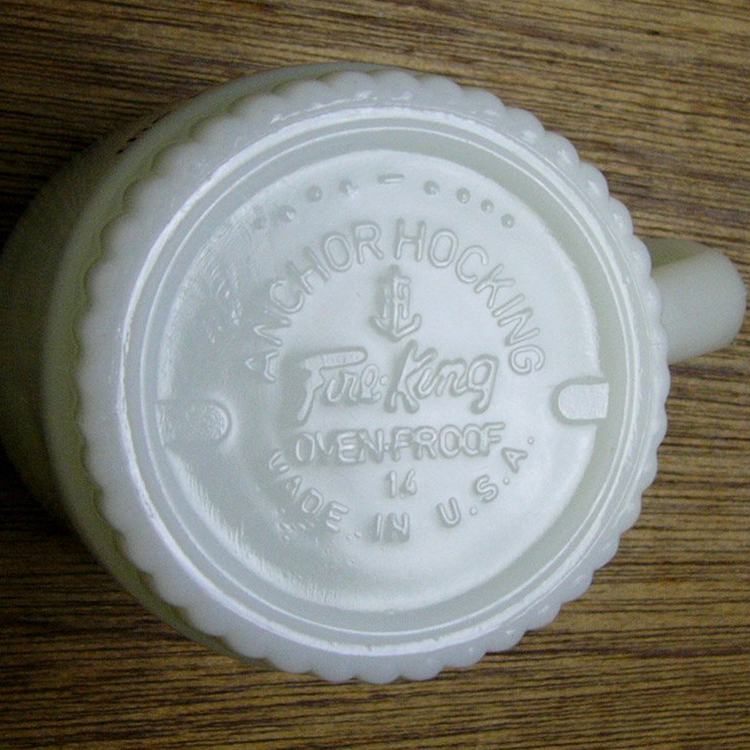 ANCHOR HOCKING
Fire-King
OVEN-PROOF
14
MADE IN U.S.A.